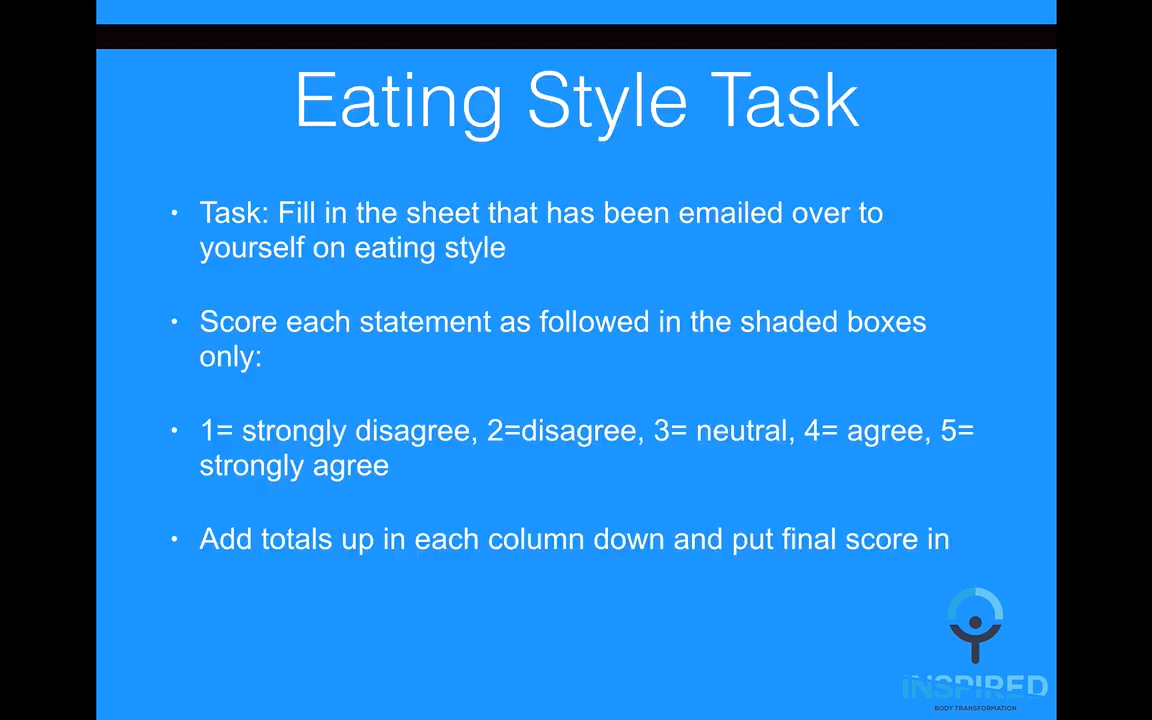 Eating Style Task
• Task: Fill in the sheet that has been emailed over to
yourself on eating style
• Score each statement as followed in the shaded boxes
only:
• 1= strongly disagree, 2=disagree, 3= neutral, 4= agree, 5=
strongly agree
• Add totals up in each column down and put final score in
INSPIRED
BODY TRANSFORMATION